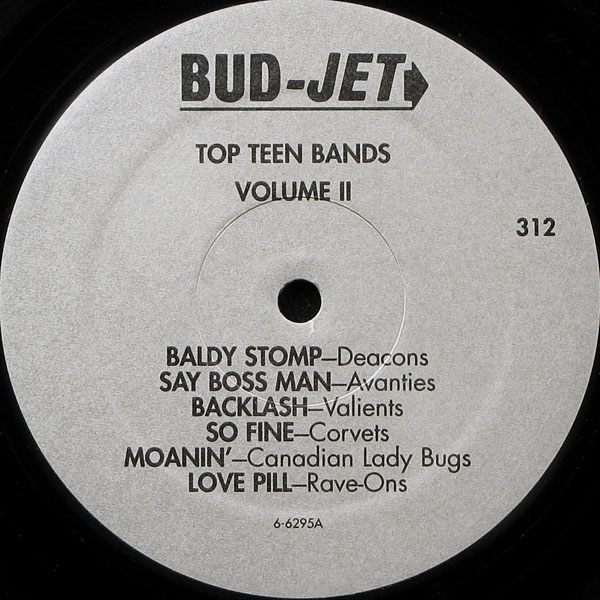 BUD-JET
TOP TEEN BANDS
VOLUME II
312
BALDY STOMP—Deacons
SAY BOSS MAN—Avanties
BACKLASH—Valients
SO FINE—Corvets
MOANIN'—Canadian Lady Bugs
LOVE PILL—Rave-Ons
6-6295A